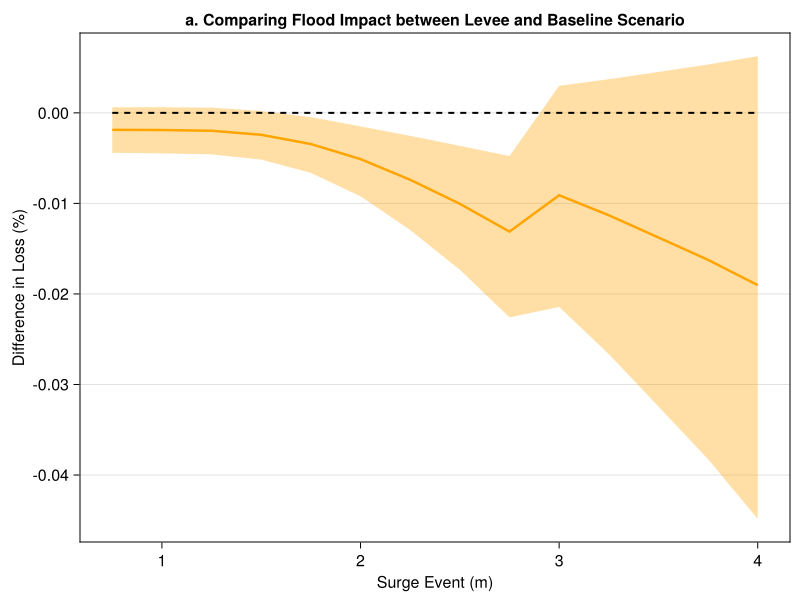 a. Comparing Flood Impact between Levee and Baseline Scenario
0.00
-0.01
-0.02
-0.03
-0.04
Difference in Loss (%)
1 2 3 4
Surge Event (m)